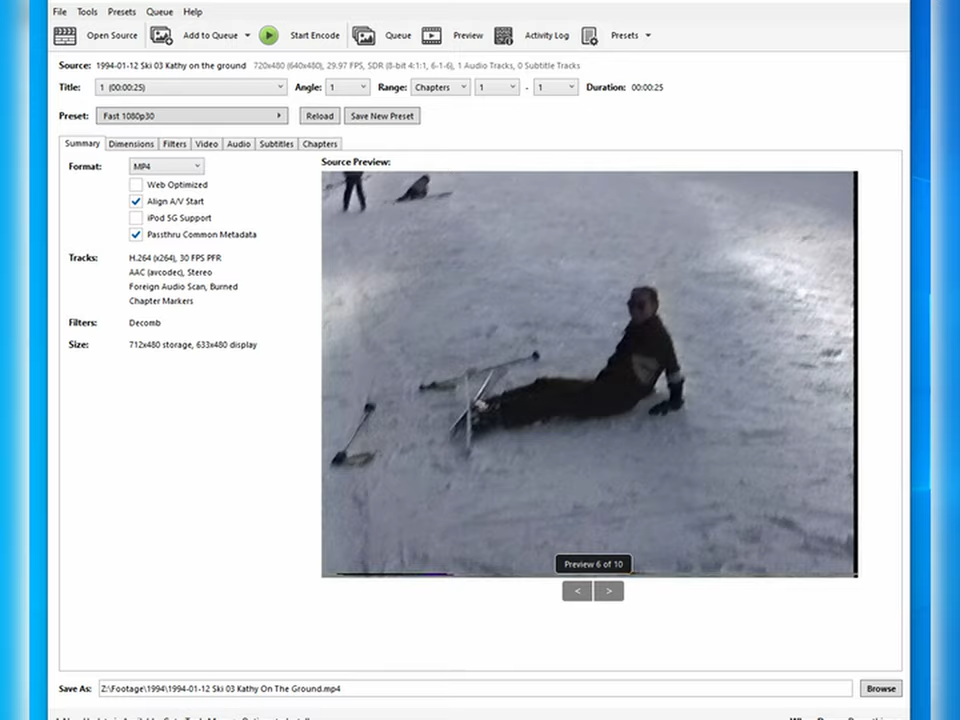 File Tools Presets Queue Help
Open Source Add to Queue Start Encode Queue Preview Activity Log Presets
Source: 1994-01-12 Ski 03 Kathy on the ground 720x480 (640x480), 29.97 FPS, SDR (8-bit 4:1:1, 6-1-6), 1 Audio Tracks, 0 Subtitle Tracks
Title: 1 (00:00:25) Angle: 1 Range: Chapters 1 - 1 Duration: 00:00:25
Preset: Fast 1080p30 Reload Save New Preset
Summary Dimensions Filters Video Audio Subtitles Chapters
Format: MP4
Source Preview:
Web Optimized
Align A/V Start
iPod 5G Support
Passthru Common Metadata
Tracks: H.264 (x264), 30 FPS PFR
AAC (avcodec), Stereo
Foreign Audio Scan, Burned
Chapter Markers
Filters: Decomb
Size: 712x480 storage, 633x480 display
Preview 6 of 10
< >
Save As: Z:\Footage\1994\1994-01-12 Ski 03 Kathy On The Ground.mp4 Browse